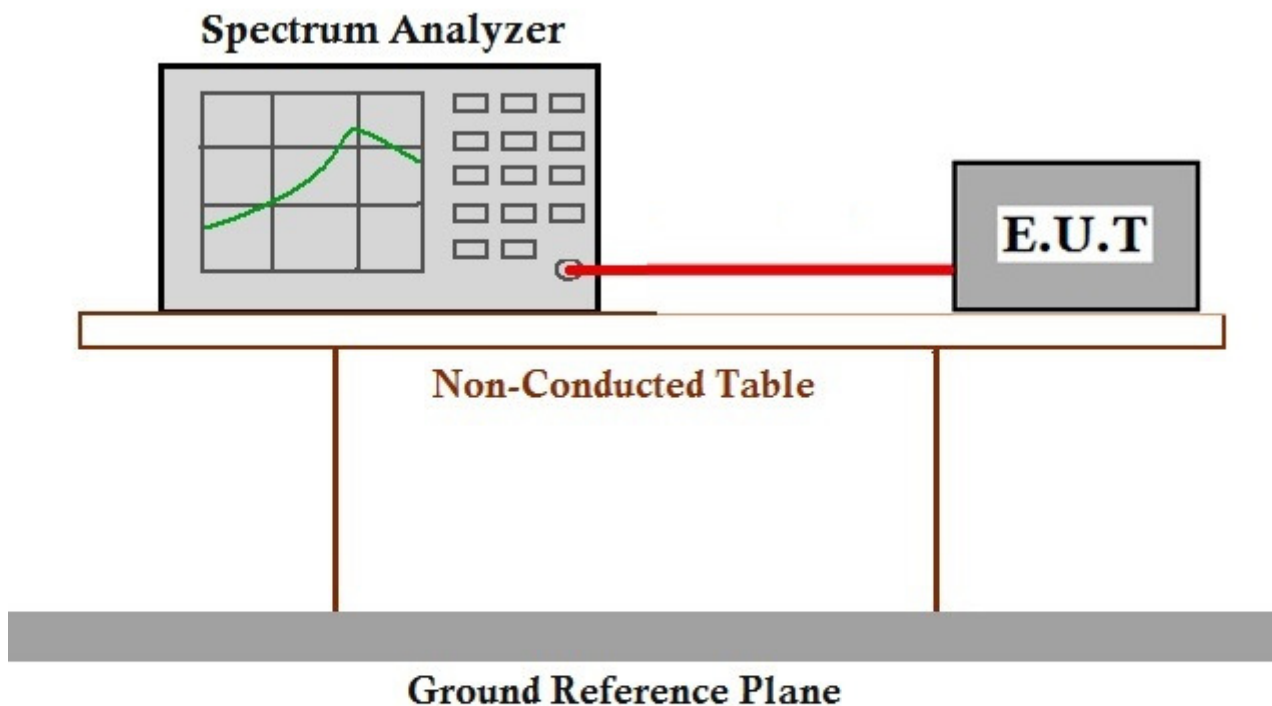 Spectrum Analyzer
E.U.T
Non-Conducted Table
Ground Reference Plane